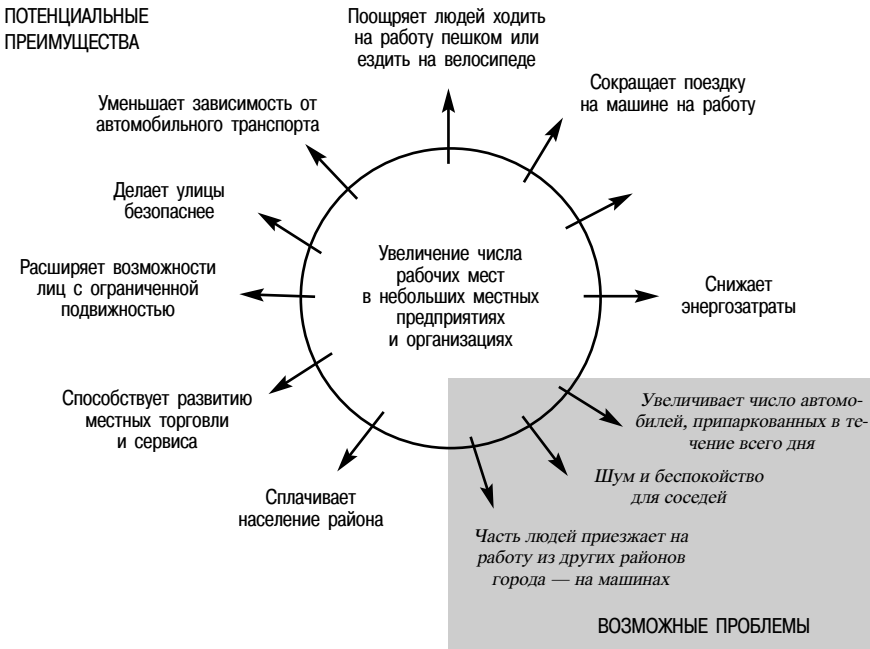 ПОТЕНЦИАЛЬНЫЕ
ПРЕИМУЩЕСТВА
Поощряет людей ходить
на работу пешком или
ездить на велосипеде
Сокращает поездку
на машине на работу
Уменьшает зависимость от
автомобильного транспорта
Делает улицы
безопаснее
Расширяет возможности
лиц с ограниченной
подвижностью
Увеличение числа
рабочих мест
в небольших местных
предприятиях
и организациях
Снижает
энергозатраты
Способствует развитию
местных торговли
и сервиса
Сплачивает
население района
Увеличивает число автомо-
билей, припаркованных в те-
чение всего дня
Шум и беспокойство
для соседей
Часть людей приезжает на
работу из других районов
города — на машинах
ВОЗМОЖНЫЕ ПРОБЛЕМЫ